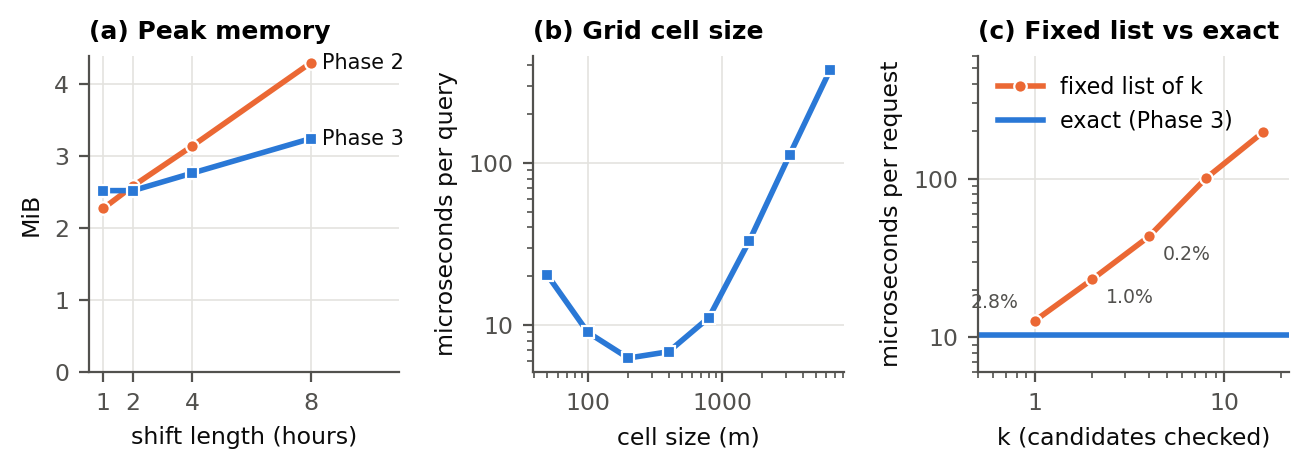 (a) Peak memory
MiB
4
3
2
1
0
1 2 4 8
shift length (hours)
Phase 2
Phase 3
(b) Grid cell size
microseconds per query
100
10
100 1000
cell size (m)
(c) Fixed list vs exact
microseconds per request
100
10
fixed list of k
exact (Phase 3)
2.8%
1.0%
0.2%
1 10
k (candidates checked)